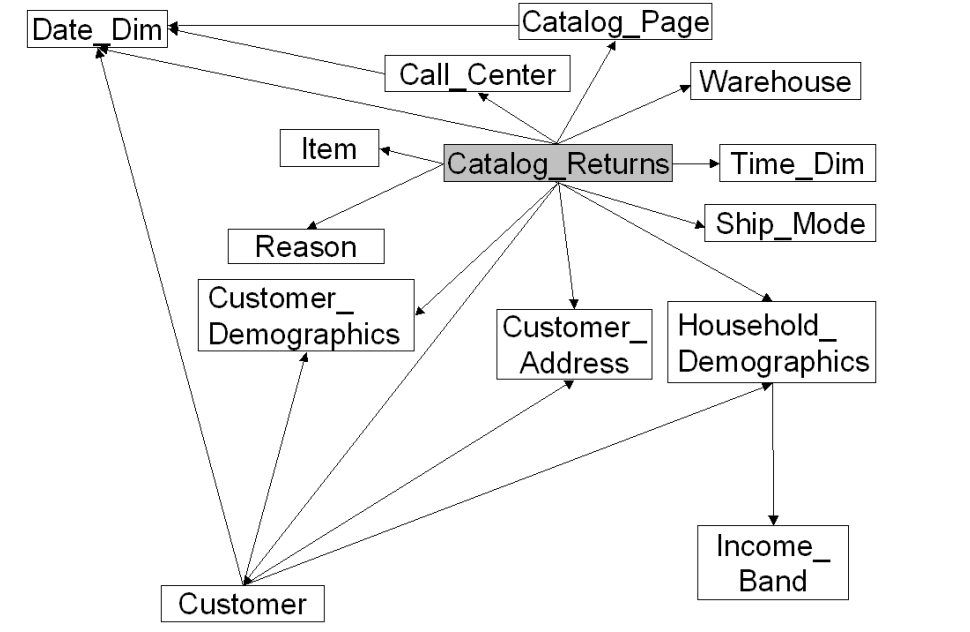 Date_Dim
Catalog_Page
Call_Center
Warehouse
Item
Catalog_Returns
Time_Dim
Ship_Mode
Reason
Customer_
Demographics
Customer_
Address
Household_
Demographics
Income_
Band
Customer